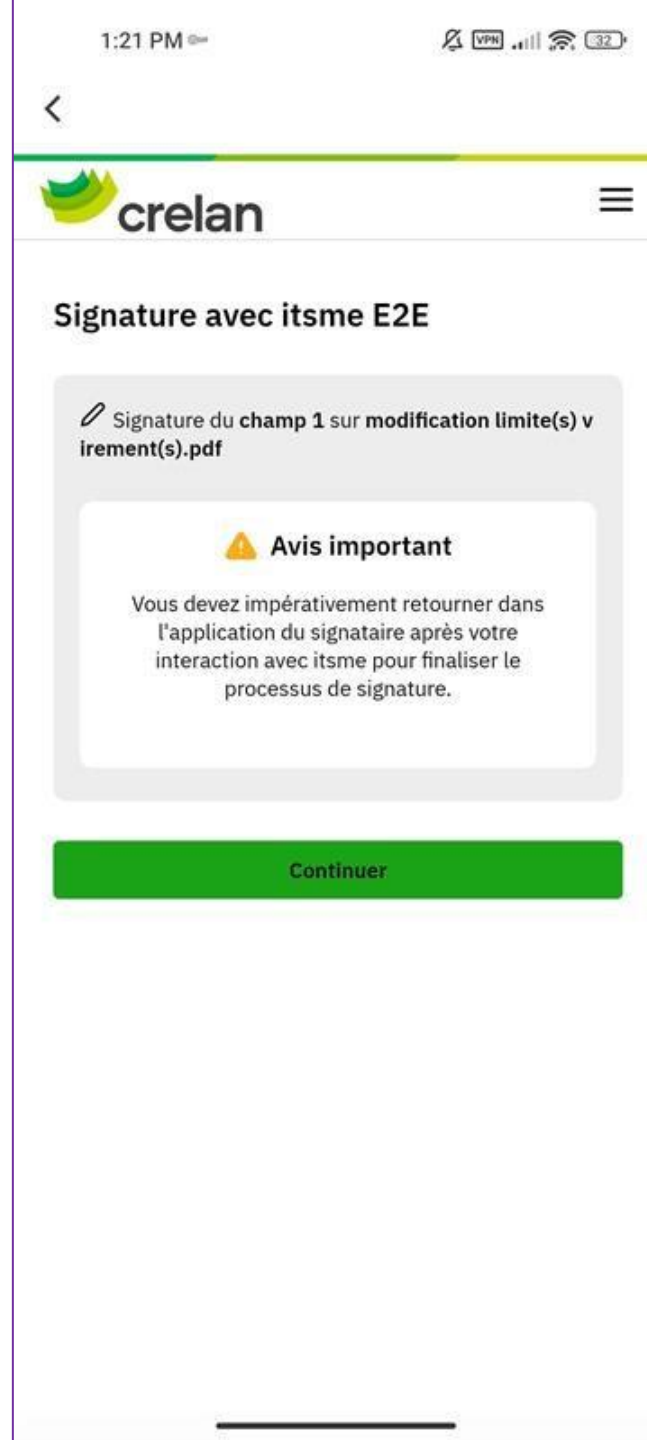 1:21 PM
VPN 32
crelan
Signature avec itsme E2E
Signature du champ 1 sur modification limite(s) v
irement(s).pdf
Avis important
Vous devez impérativement retourner dans
l'application du signataire après votre
interaction avec itsme pour finaliser le
processus de signature.
Continuer